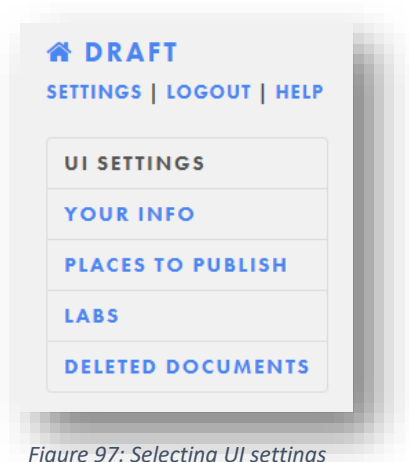 DRAFT
SETTINGS | LOGOUT | HELP
UI SETTINGS
YOUR INFO
PLACES TO PUBLISH
LABS
DELETED DOCUMENTS
Figure 97: Selecting UI settings